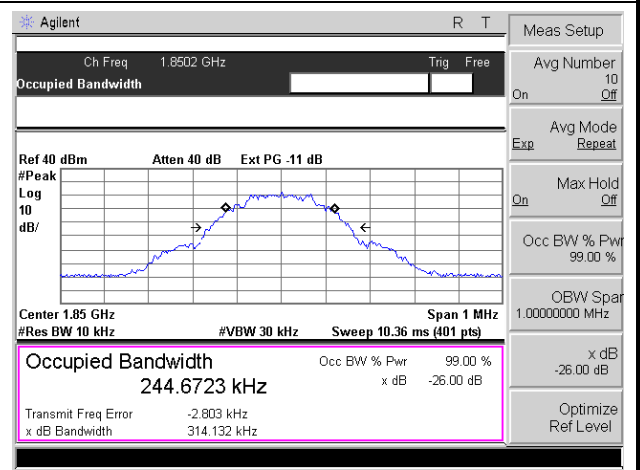 Agilent R T
Ch Freq 1.8502 GHz Trig Free
Occupied Bandwidth
Ref 40 dBm Atten 40 dB Ext PG -11 dB
#Peak
Log
10
dB/
Center 1.85 GHz Span 1 MHz
#Res BW 10 kHz #VBW 30 kHz Sweep 10.36 ms (401 pts)
Occupied Bandwidth Occ BW % Pwr 99.00 %
244.6723 kHz x dB -26.00 dB
Transmit Freq Error -2.803 kHz
x dB Bandwidth 314.132 kHz
Meas Setup
Avg Number
10
On Off
Avg Mode
Exp Repeat
Max Hold
On Off
Occ BW % Pwr
99.00 %
OBW Span
1.00000000 MHz
x dB
-26.00 dB
Optimize
Ref Level